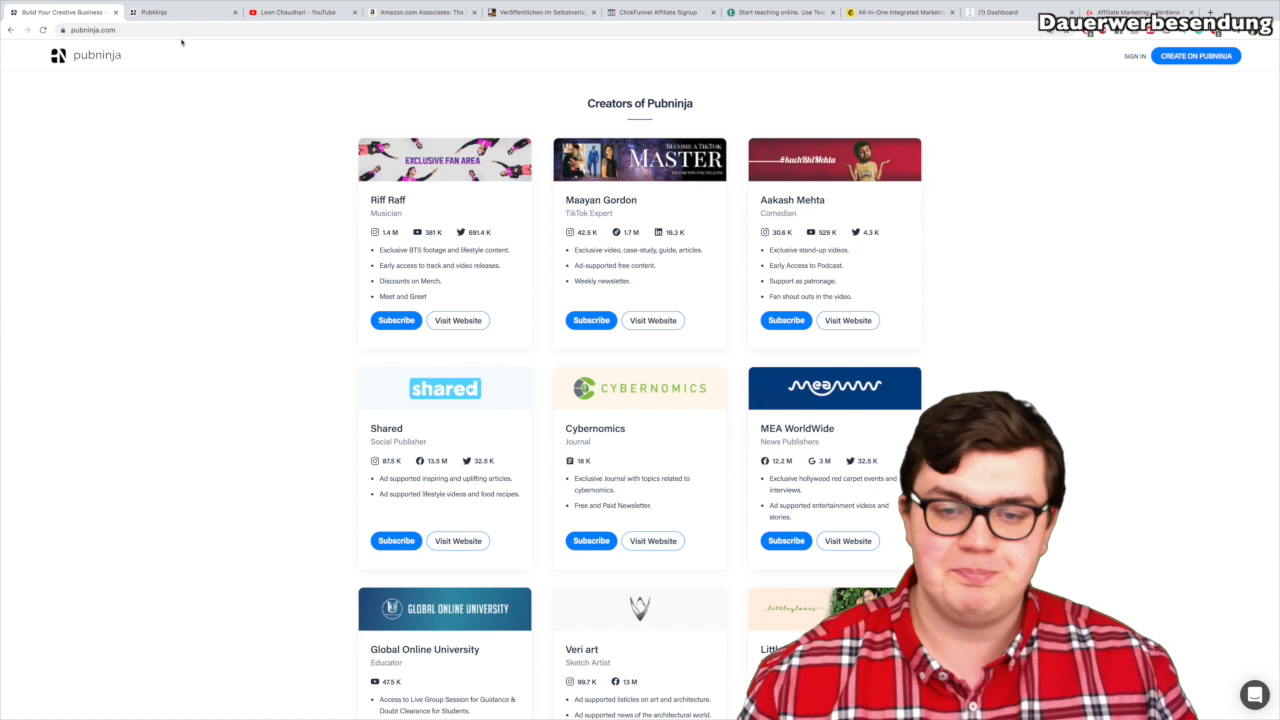 Build Your Creative Business -
PubNinja
Leon Chaudhari - YouTube
Amazon.com Associates: The
Veröffentlichen im Selbstverla
ClickFunnel Affiliate Signup
Start teaching online. Use Tea
All-In-One Integrated Marketi
(1) Dashboard
Affiliate Marketing - Verdiene
Dauerwerbesendung
pubninja.com
pubninja
SIGN IN
CREATE ON PUBNINJA
Creators of Pubninja
EXCLUSIVE FAN AREA
Riff Raff
Musician
1.4 M 381 K 691.4 K
• Exclusive BTS footage and lifestyle content.
• Early access to track and video releases.
• Discounts on Merch.
• Meet and Greet
Subscribe Visit Website
BECOME A TIKTOK
MASTER
Maayan Gordon
TikTok Expert
42.5 K 1.7 M 16.3 K
• Exclusive video, case-study, guide, articles.
• Ad-supported free content.
• Weekly newsletter.
Subscribe Visit Website
#KuchBhiMehta
Aakash Mehta
Comedian
30.6 K 529 K 4.3 K
• Exclusive stand-up videos.
• Early Access to Podcast.
• Support as patronage.
• Fan shout outs in the video.
Subscribe Visit Website
shared
Shared
Social Publisher
87.5 K 13.5 M 32.5 K
• Ad supported inspiring and uplifting articles.
• Ad supported lifestyle videos and food recipes.
Subscribe Visit Website
CYBERNOMICS
Cybernomics
Journal
18 K
• Exclusive Journal with topics related to
cybernomics.
• Free and Paid Newsletter.
Subscribe Visit Website
meaww
MEA WorldWide
News Publishers
12.2 M 3 M 32.5 K
• Exclusive hollywood red carpet events and
interviews.
• Ad supported entertainment videos and
stories.
Subscribe Visit Website
GLOBAL ONLINE UNIVERSITY
Global Online University
Educator
47.5 K
• Access to Live Group Session for Guidance &
Doubt Clearance for Students.
Veri art
Sketch Artist
99.7 K 13 M
• Ad supported listicles on art and architecture.
• Ad supported news of the architectural world.